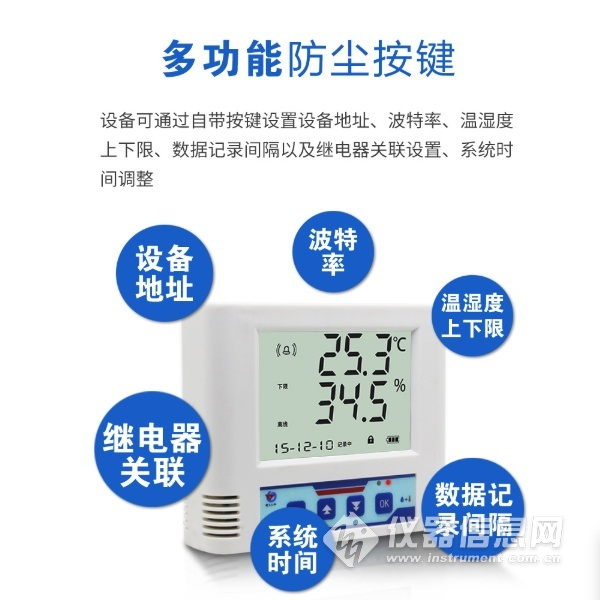 多功能防尘按键
设备可通过自带按键设置设备地址、波特率、温湿度
上下限、数据记录间隔以及继电器关联设置、系统时
间调整
设备
地址
波特
率
温湿度
上下限
25.3℃
下限
34.5%
离线
15-12-10 记录中
继电器
关联
OK
数据记
录间隔
系统
时间
仪器信息网
www.instrument.com.cn